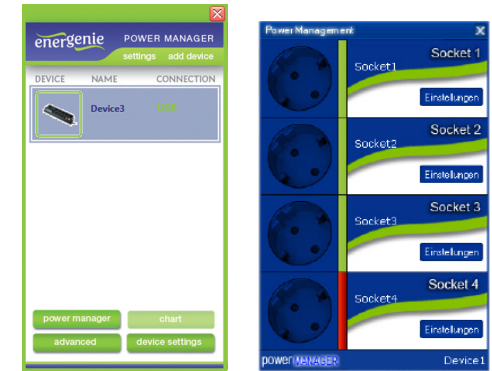 energenie POWER MANAGER
settings add device
DEVICE NAME CONNECTION
Device3 USB
power manager chart
advanced device settings
Power Management X
Socket 1
Socket1
Einstellungen
Socket 2
Socket2
Einstellungen
Socket 3
Socket3
Einstellungen
Socket 4
Socket4
Einstellungen
powerMANAGER Device1